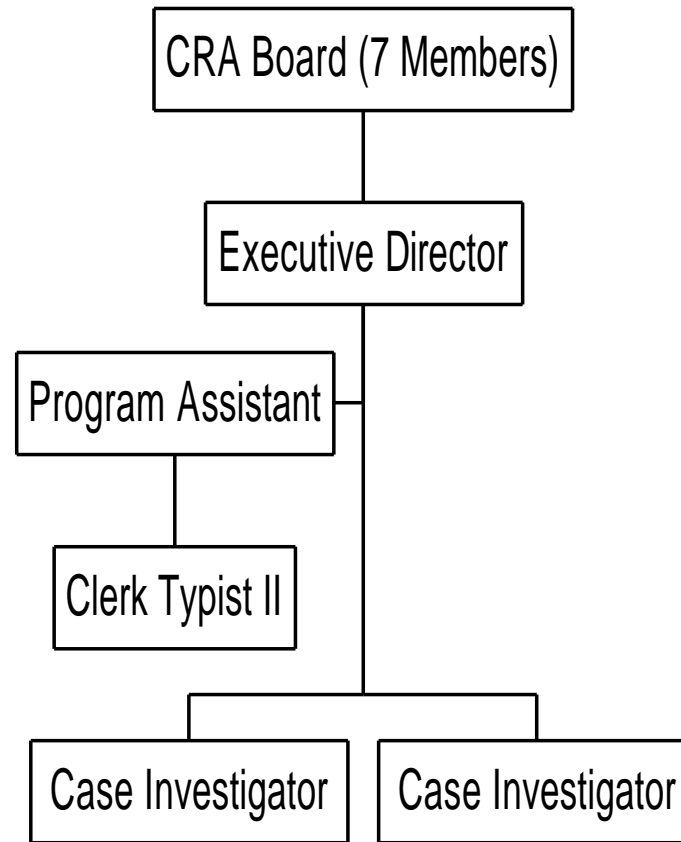 CRA Board (7 Members)
Executive Director
Program Assistant
Clerk Typist II
Case Investigator
Case Investigator